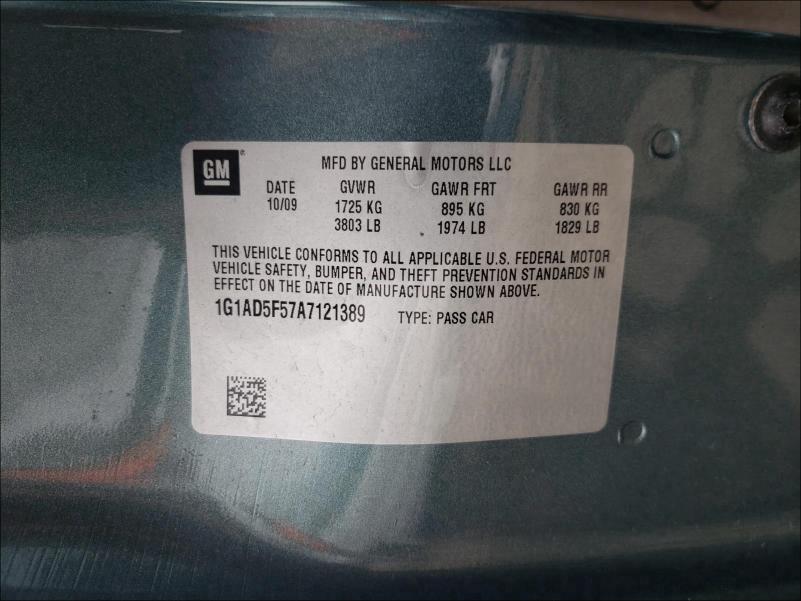 GM
MFD BY GENERAL MOTORS LLC
DATE GVWR GAWR FRT GAWR RR
10/09 1725 KG 895 KG 830 KG
3803 LB 1974 LB 1829 LB
THIS VEHICLE CONFORMS TO ALL APPLICABLE U.S. FEDERAL MOTOR
VEHICLE SAFETY, BUMPER, AND THEFT PREVENTION STANDARDS IN
EFFECT ON THE DATE OF MANUFACTURE SHOWN ABOVE.
1G1AD5F57A7121389 TYPE: PASS CAR